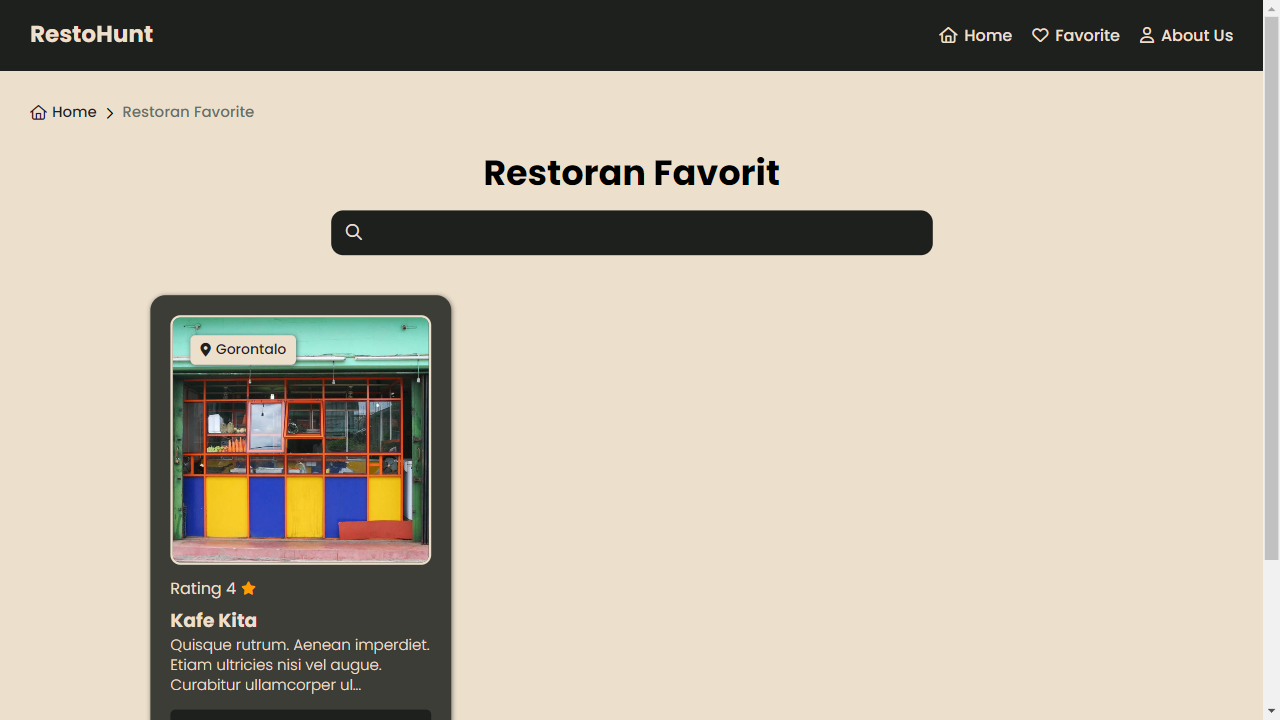 RestoHunt
Home
Favorite
About Us
Home
Restoran Favorite
Restoran Favorit
Gorontalo
Rating 4
Kafe Kita
Quisque rutrum. Aenean imperdiet.
Etiam ultricies nisi vel augue.
Curabitur ullamcorper ul...